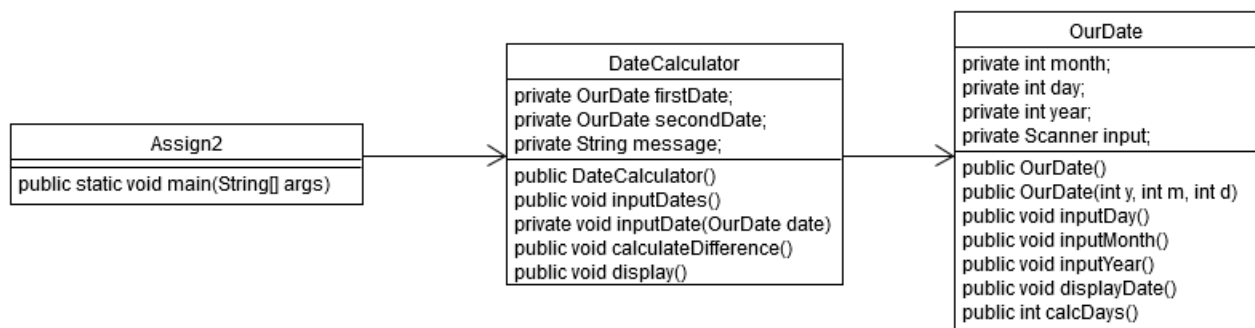 Assign2
public static void main(String[] args)
DateCalculator
private OurDate firstDate;
private OurDate secondDate;
private String message;
public DateCalculator()
public void inputDates()
private void inputDate(OurDate date)
public void calculateDifference()
public void display()
OurDate
private int month;
private int day;
private int year;
private Scanner input;
public OurDate()
public OurDate(int y, int m, int d)
public void inputDay()
public void inputMonth()
public void inputYear()
public void displayDate()
public int calcDays()